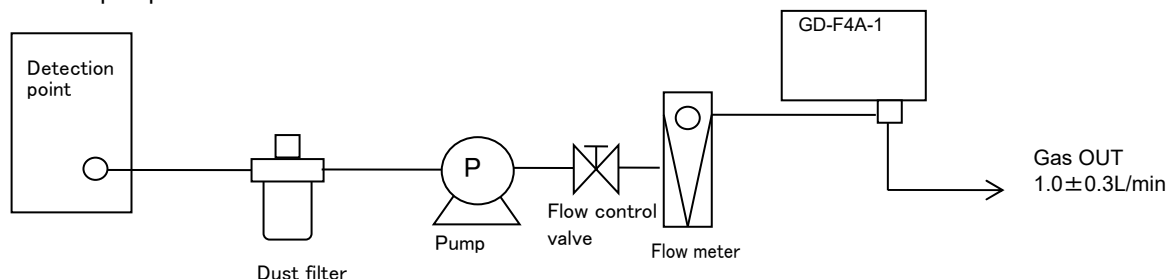 GD-F4A-1
Detection
point
P
Gas OUT
1.0±0.3L/min
Flow control
valve
Pump
Flow meter
Dust filter